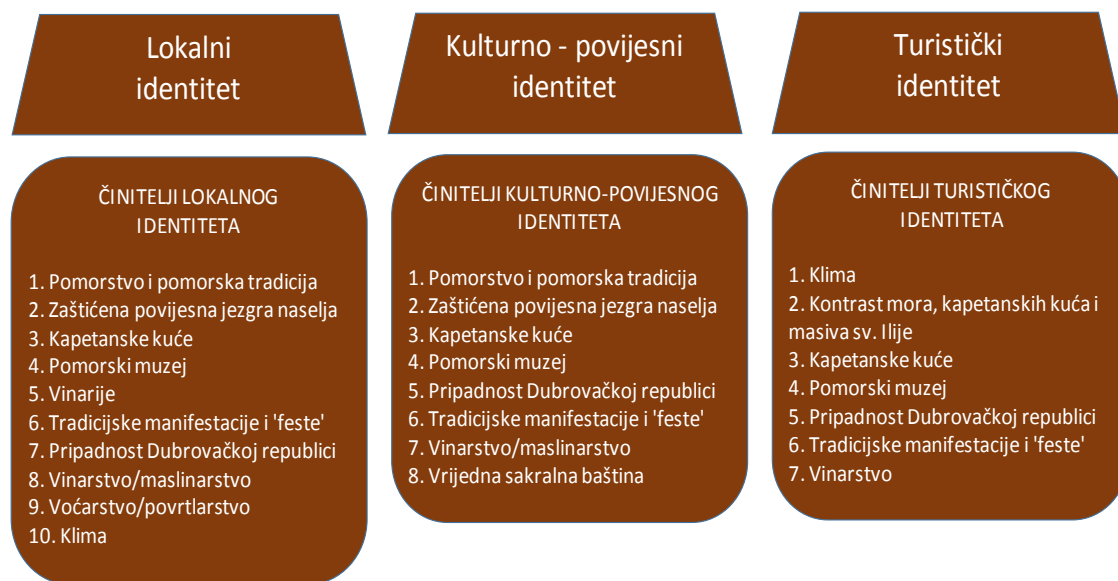 Lokalni
identitet
ČINITELJI LOKALNOG
IDENTITETA
1. Pomorstvo i pomorska tradicija
2. Zaštićena povijesna jezgra naselja
3. Kapetanske kuće
4. Pomorski muzej
5. Vinarije
6. Tradicijske manifestacije i 'feste'
7. Pripadnost Dubrovačkoj republici
8. Vinarstvo/maslinarstvo
9. Voćarstvo/povrtlarstvo
10. Klima
Kulturno - povijesni
identitet
ČINITELJI KULTURNO-POVIJESNOG
IDENTITETA
1. Pomorstvo i pomorska tradicija
2. Zaštićena povijesna jezgra naselja
3. Kapetanske kuće
4. Pomorski muzej
5. Pripadnost Dubrovačkoj republici
6. Tradicijske manifestacije i 'feste'
7. Vinarstvo/maslinarstvo
8. Vrijedna sakralna baština
Turistički
identitet
ČINITELJI TURISTIČKOG
IDENTITETA
1. Klima
2. Kontrast mora, kapetanskih kuća i
masiva sv. Ilije
3. Kapetanske kuće
4. Pomorski muzej
5. Pripadnost Dubrovačkoj republici
6. Tradicijske manifestacije i 'feste'
7. Vinarstvo